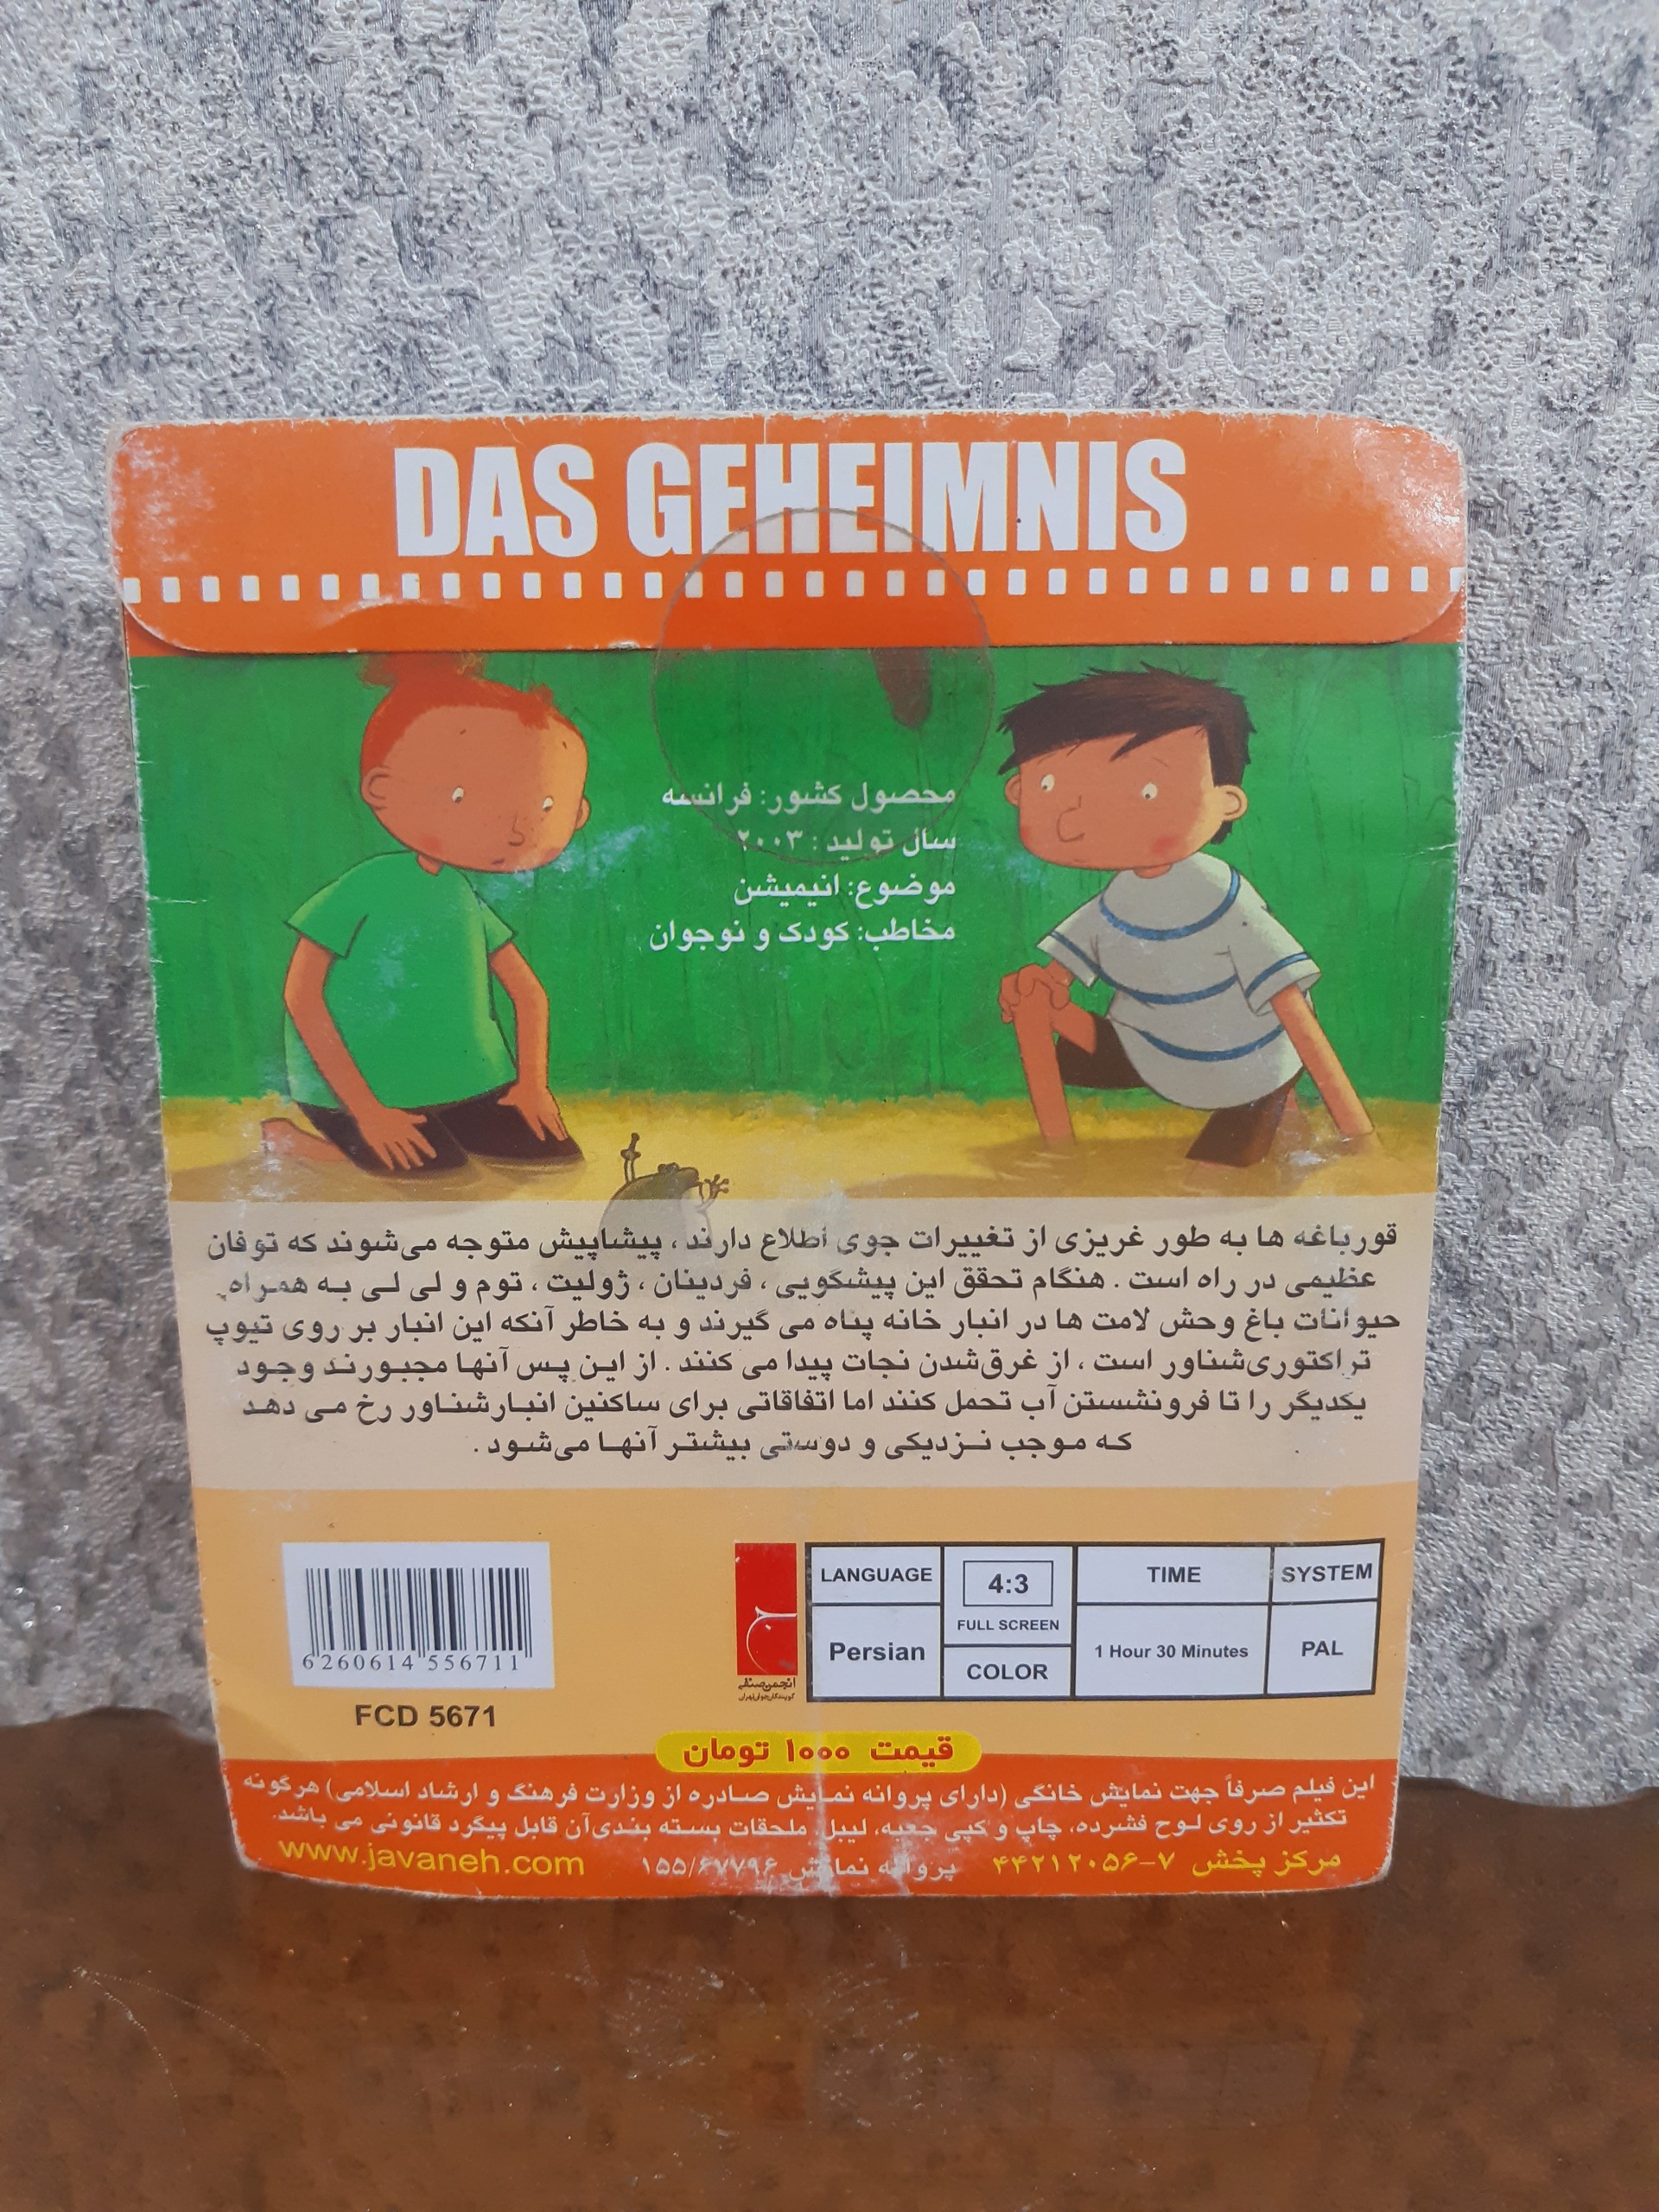 DAS GEHEIMNIS
محصول کشور: فرانسه
سال تولید: ۲۰۰۳
موضوع: انیمیشن
مخاطب: کودک و نوجوان
قورباغه ها به طور غریزی از تغییرات جوی اطلاع دارند، پیشاپیش متوجه می‌شوند که توفان
عظیمی در راه است. هنگام تحقق این پیشگویی، فردینان، ژولیت، توم و لی لی به همراه
حیوانات باغ وحش لامت ها در انبار خانه پناه می گیرند و به خاطر آنکه این انبار بر روی تیوپ
تراکتوری‌شناور است، از غرق‌شدن نجات پیدا می کنند. از این پس آنها مجبورند وجود
یکدیگر را تا فرونشستن آب تحمل کنند اما اتفاقاتی برای ساکنین انبارشناور رخ می دهد
که موجب نزدیکی و دوستی بیشتر آنها می‌شود.
LANGUAGE
Persian
4:3
FULL SCREEN
COLOR
TIME
1 Hour 30 Minutes
SYSTEM
PAL
انجمن صنفی
6 260614 556711
FCD 5671
قیمت ۱۰۰۰ تومان
این فیلم صرفاً جهت نمایش خانگی (دارای پروانه نمایش صادره از وزارت فرهنگ و ارشاد اسلامی) هرگونه
تکثیر از روی لوح فشرده، چاپ و کپی جعبه، لیبل، ملحقات بسته بندی‌آن قابل پیگرد قانونی می باشد.
مرکز پخش ۷-۴۴۲۱۲۰۵۶ پروانه نمایش ۱۵۵/۶۷۷۹۶ www.javaneh.com